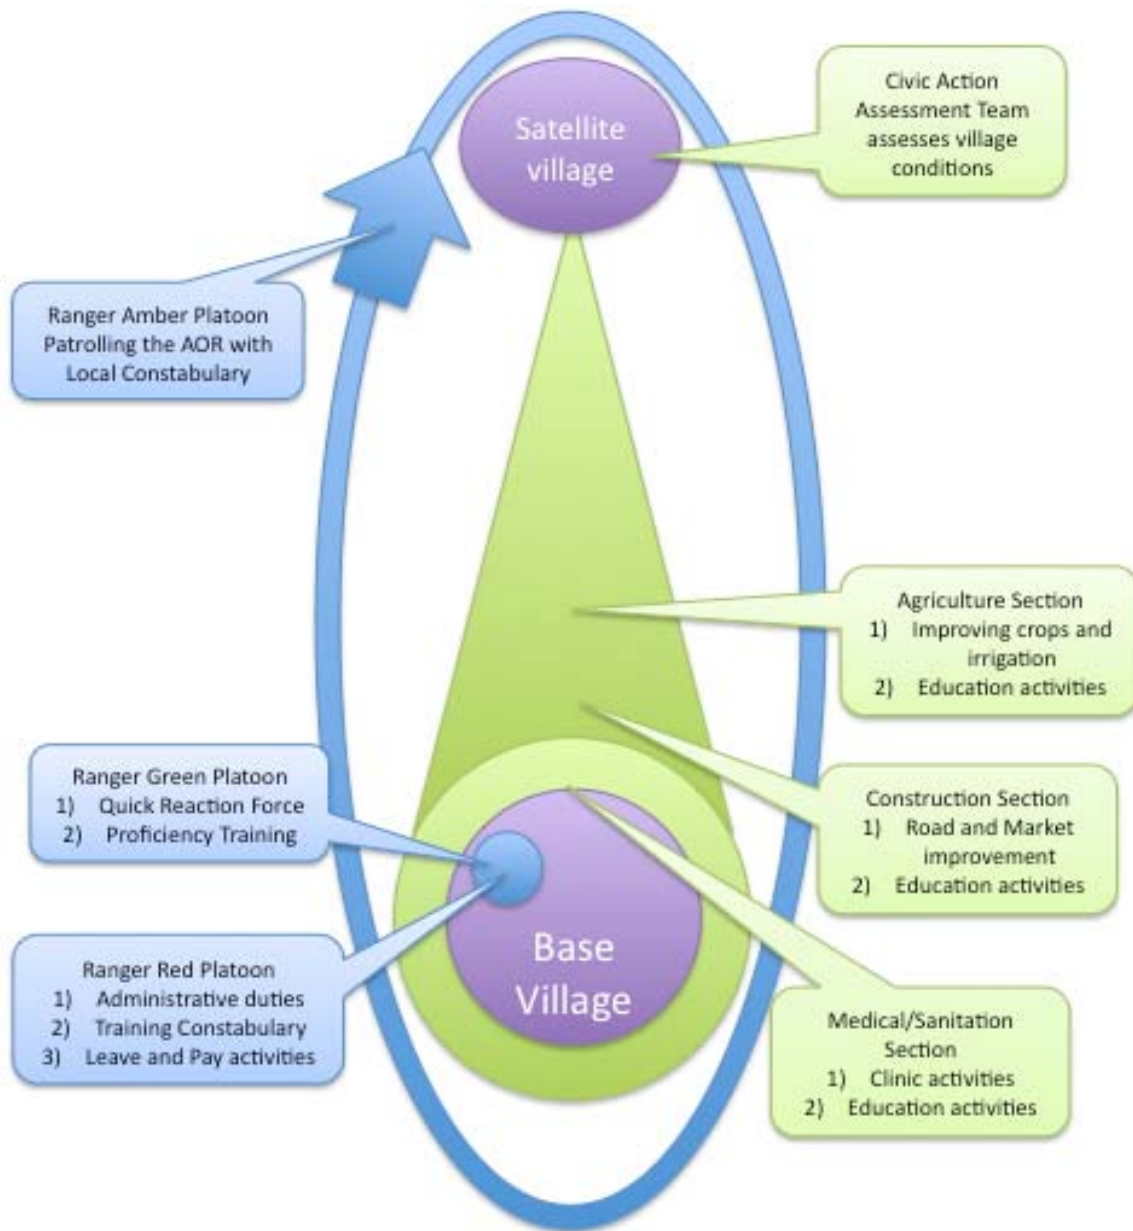 Satellite
village
Civic Action
Assessment Team
assesses village
conditions
Ranger Amber Platoon
Patrolling the AOR with
Local Constabulary
Agriculture Section
1) Improving crops and
irrigation
2) Education activities
Ranger Green Platoon
1) Quick Reaction Force
2) Proficiency Training
Construction Section
1) Road and Market
improvement
2) Education activities
Base
Village
Ranger Red Platoon
1) Administrative duties
2) Training Constabulary
3) Leave and Pay activities
Medical/Sanitation
Section
1) Clinic activities
2) Education activities